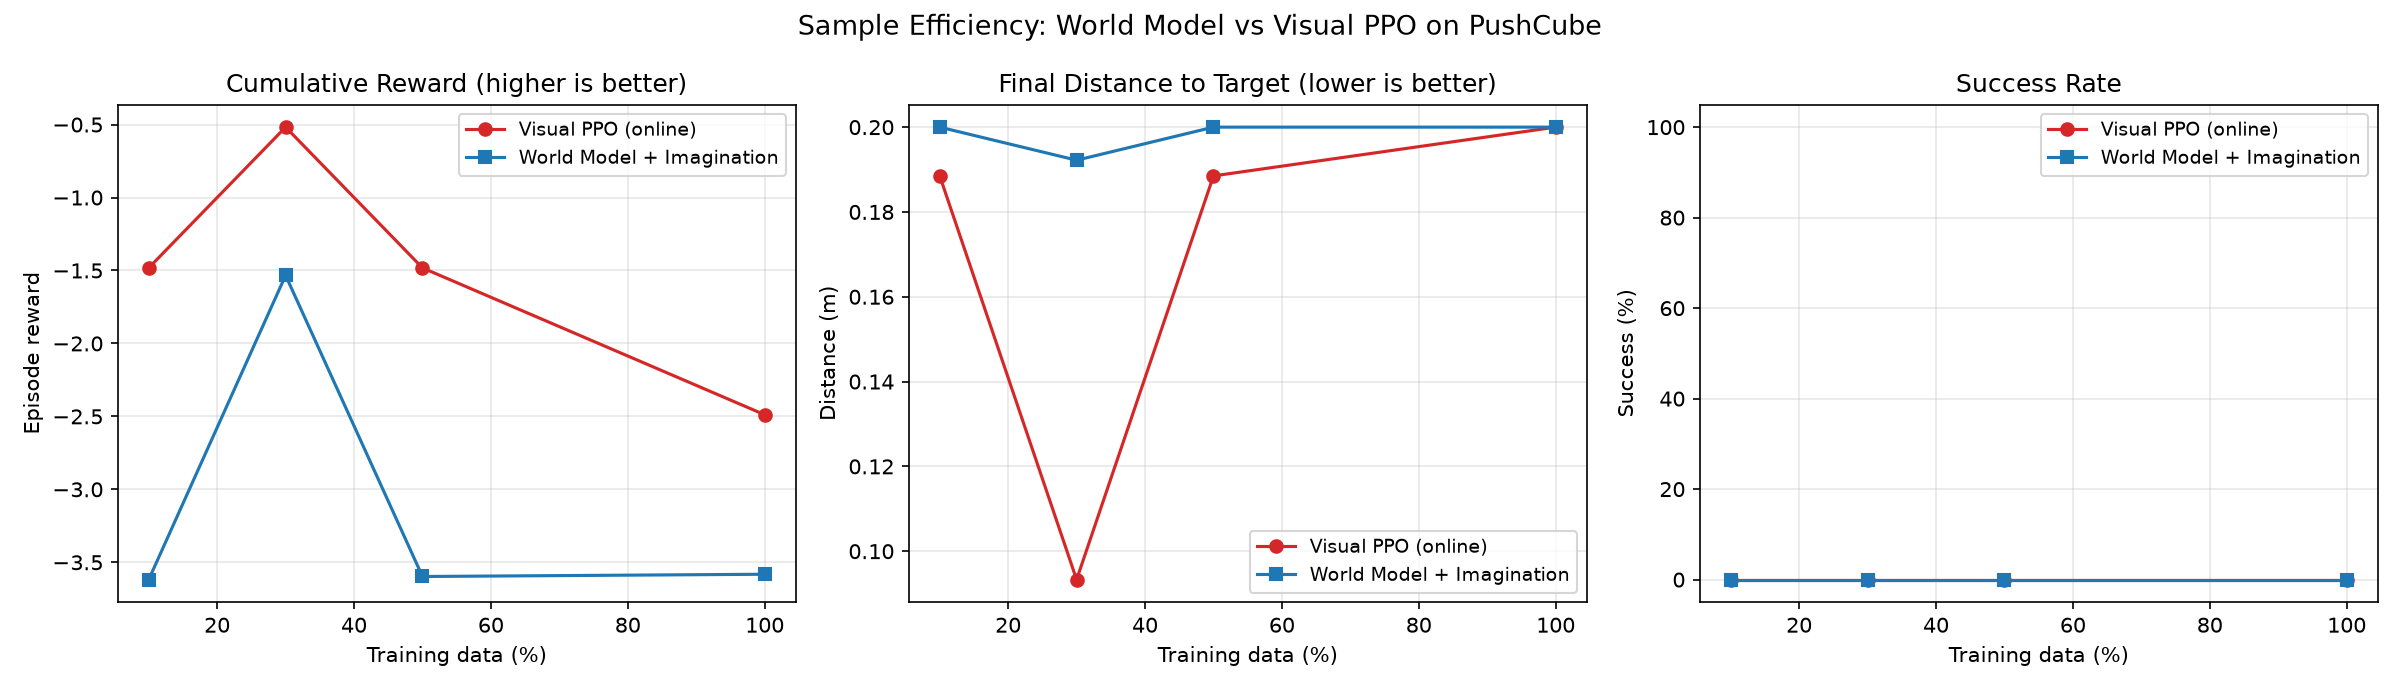 Sample Efficiency: World Model vs Visual PPO on PushCube
Cumulative Reward (higher is better)
Visual PPO (online)
World Model + Imagination
Episode reward
−0.5
−1.0
−1.5
−2.0
−2.5
−3.0
−3.5
20 40 60 80 100
Training data (%)
Final Distance to Target (lower is better)
Distance (m)
0.20
0.18
0.16
0.14
0.12
0.10
Visual PPO (online)
World Model + Imagination
20 40 60 80 100
Training data (%)
Success Rate
Visual PPO (online)
World Model + Imagination
Success (%)
100
80
60
40
20
0
20 40 60 80 100
Training data (%)